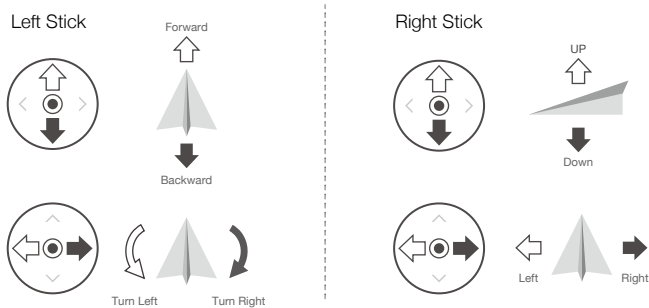 Left Stick
Forward
Backward
Turn Left
Turn Right
Right Stick
UP
Down
Left
Right